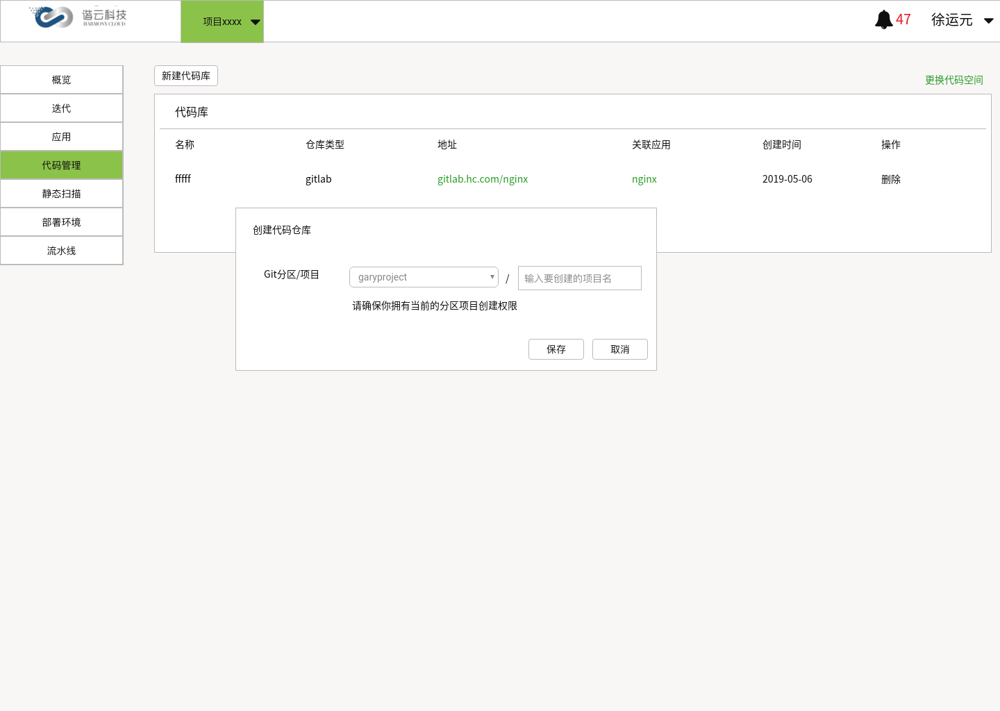 谐云科技
HARMONY CLOUD
项目xxxx
47
徐运元
概览
迭代
应用
代码管理
静态扫描
部署环境
流水线
新建代码库
更换代码空间
代码库
名称 仓库类型 地址 关联应用 创建时间 操作
ffffff gitlab gitlab.hc.com/nginx nginx 2019-05-06 删除
创建代码仓库
Git分区/项目 garyproject / 输入要创建的项目名
请确保你拥有当前的分区项目创建权限
保存 取消